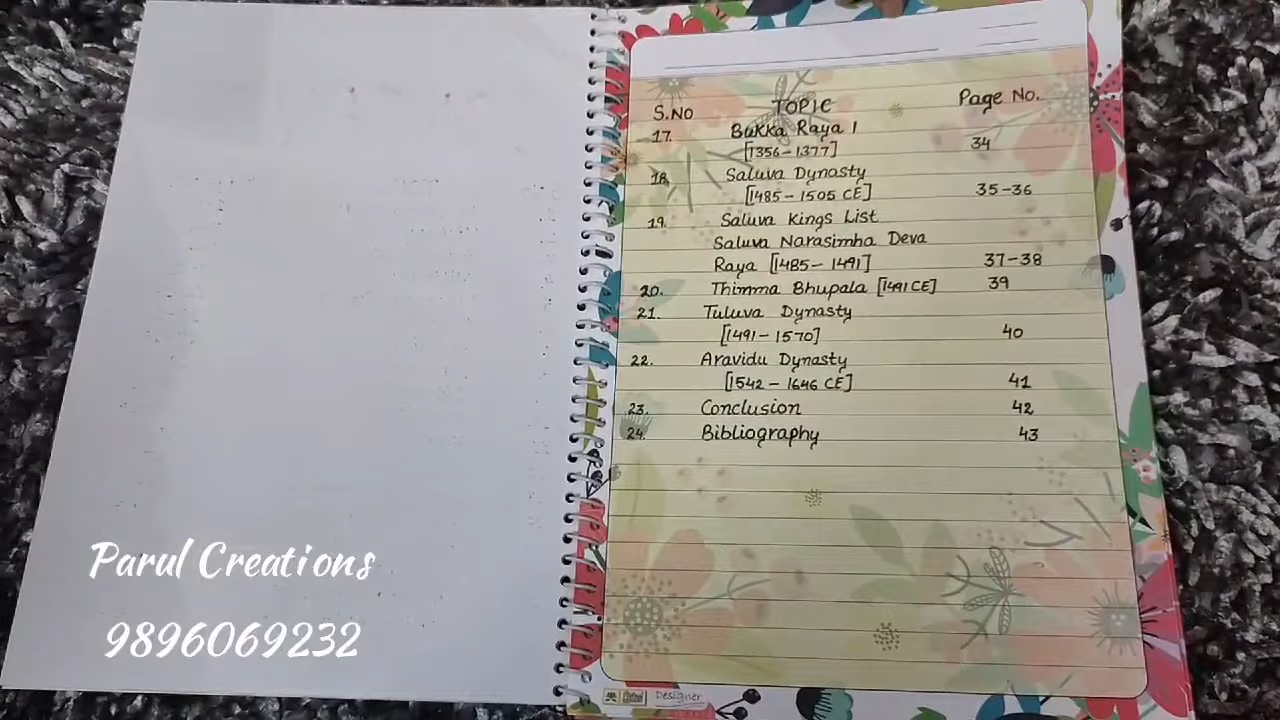 S.NO TOPIC Page No.
17. Bukka Raya I
[1356-1377] 34
18. Saluva Dynasty
[1485-1505 CE] 35-36
19. Saluva Kings List
Saluva Narasimha Deva
Raya [1485-1491] 37-38
20. Thimma Bhupala [1491 CE] 39
21. Tuluva Dynasty
[1491-1570] 40
22. Aravidu Dynasty
[1542-1646 CE] 41
23. Conclusion 42
24. Bibliography 43
Parul Creations
9896069232
Designer